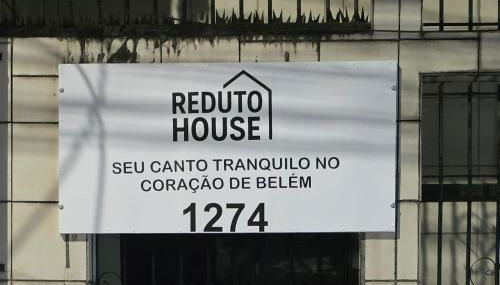 REDUTO
HOUSE
SEU CANTO TRANQUILO NO
CORAÇÃO DE BELÉM
1274